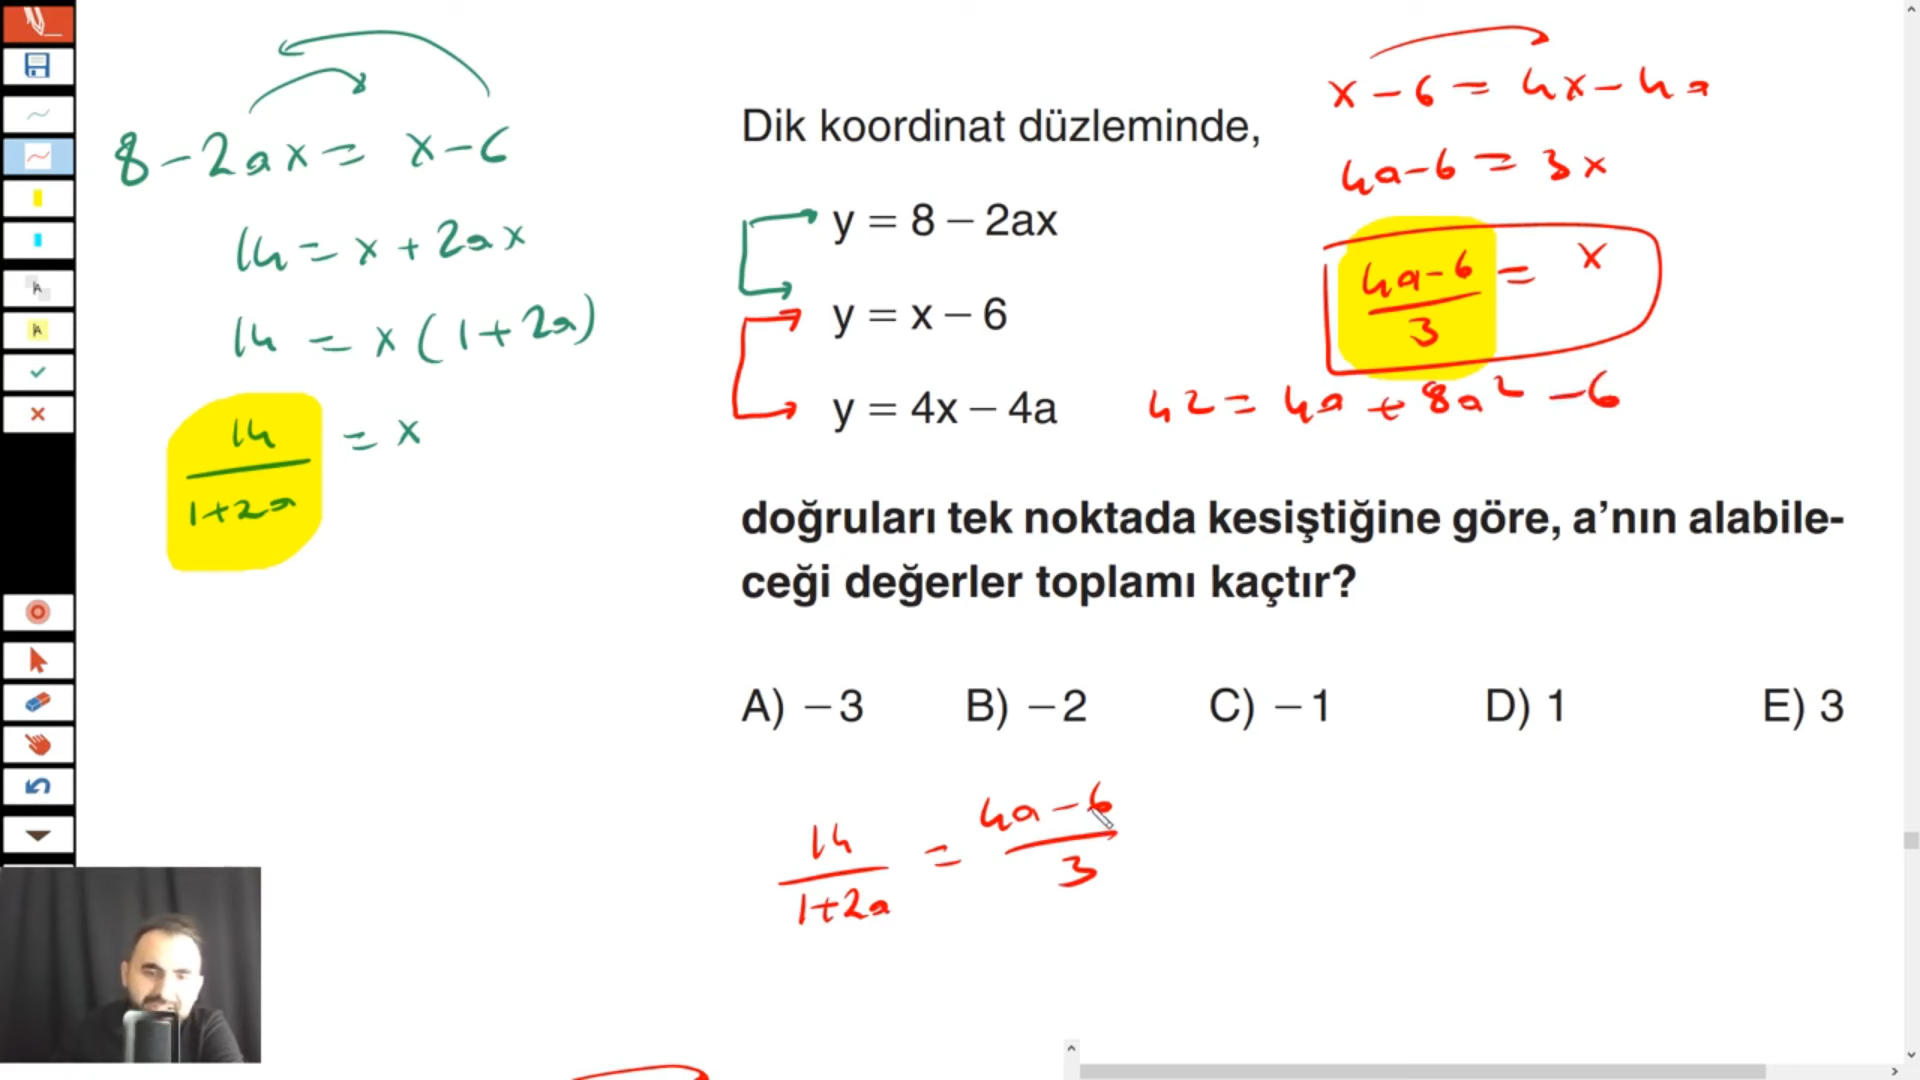 8 - 2ax = x - 6
14 = x + 2ax
14 = x (1 + 2a)
14 / 1+2a = x
Dik koordinat düzleminde,
y = 8 – 2ax
y = x – 6
y = 4x – 4a
x - 6 = 4x - 4a
4a - 6 = 3x
4a - 6 / 3 = x
42 = 4a + 8a² - 6
doğruları tek noktada kesiştiğine göre, a’nın alabile-
ceği değerler toplamı kaçtır?
A) – 3 B) – 2 C) – 1 D) 1 E) 3
14 / 1+2a = 4a - 6 / 3